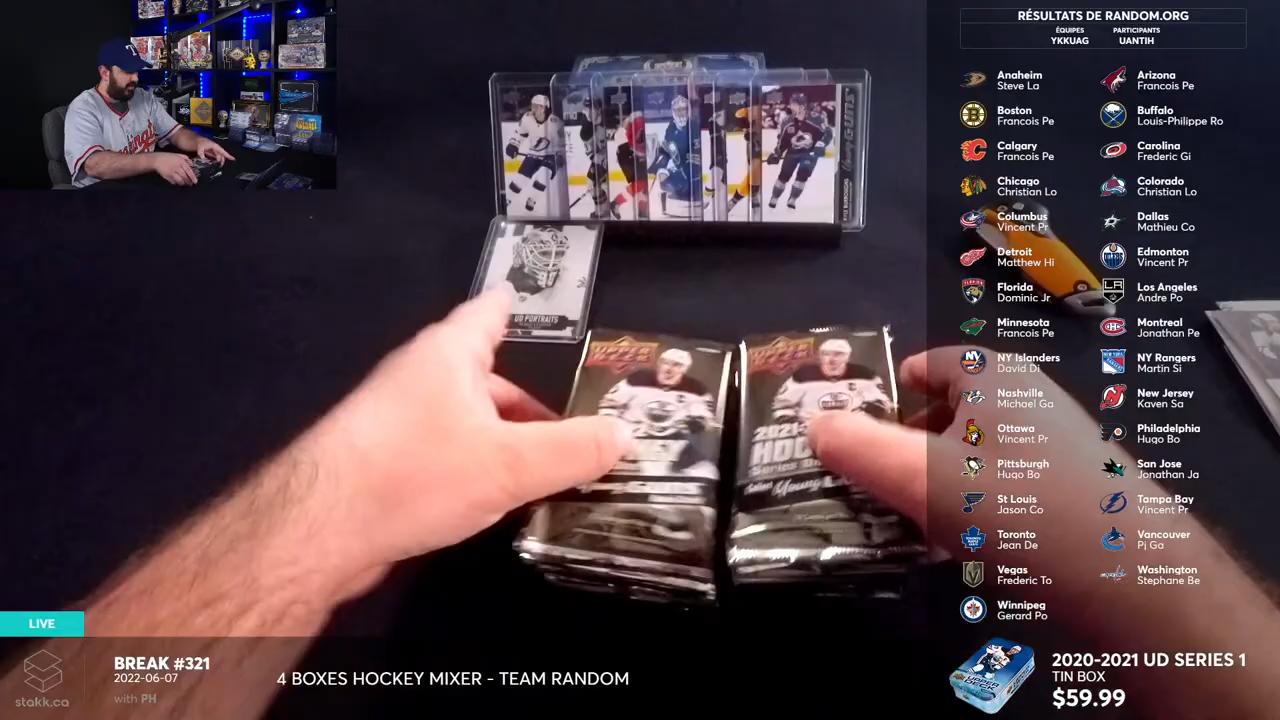 RÉSULTATS DE RANDOM.ORG
ÉQUIPES
YKKUAG
PARTICIPANTS
UANTIH
Anaheim
Steve La
Arizona
Francois Pe
Boston
Francois Pe
Buffalo
Louis-Philippe Ro
Calgary
Francois Pe
Carolina
Frederic Gi
Chicago
Christian Lo
Colorado
Christian Lo
Columbus
Vincent Pr
Dallas
Mathieu Co
Detroit
Matthew Hi
Edmonton
Vincent Pr
Florida
Dominic Jr
Los Angeles
Andre Po
Minnesota
Francois Pe
Montreal
Jonathan Pe
NY Islanders
David Di
NY Rangers
Martin Si
Nashville
Michael Ga
New Jersey
Kaven Sa
Ottawa
Vincent Pr
Philadelphia
Hugo Bo
Pittsburgh
Hugo Bo
San Jose
Jonathan Ja
St Louis
Jason Co
Tampa Bay
Vincent Pr
Toronto
Jean De
Vancouver
Pj Ga
Vegas
Frederic To
Washington
Stephane Be
Winnipeg
Gerard Po
UD PORTRAITS
Young GUNS
LIVE
stakk.ca
BREAK #321
2022-06-07
with PH
4 BOXES HOCKEY MIXER - TEAM RANDOM
2020-2021 UD SERIES 1
TIN BOX
$59.99